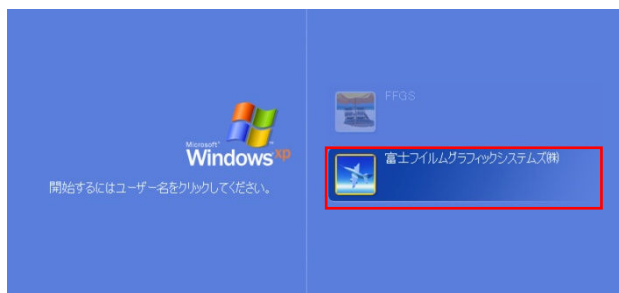 Microsoft
Windows xp
開始するにはユーザー名をクリックしてください。
FFGS
富士フイルムグラフィックシステムズ㈱